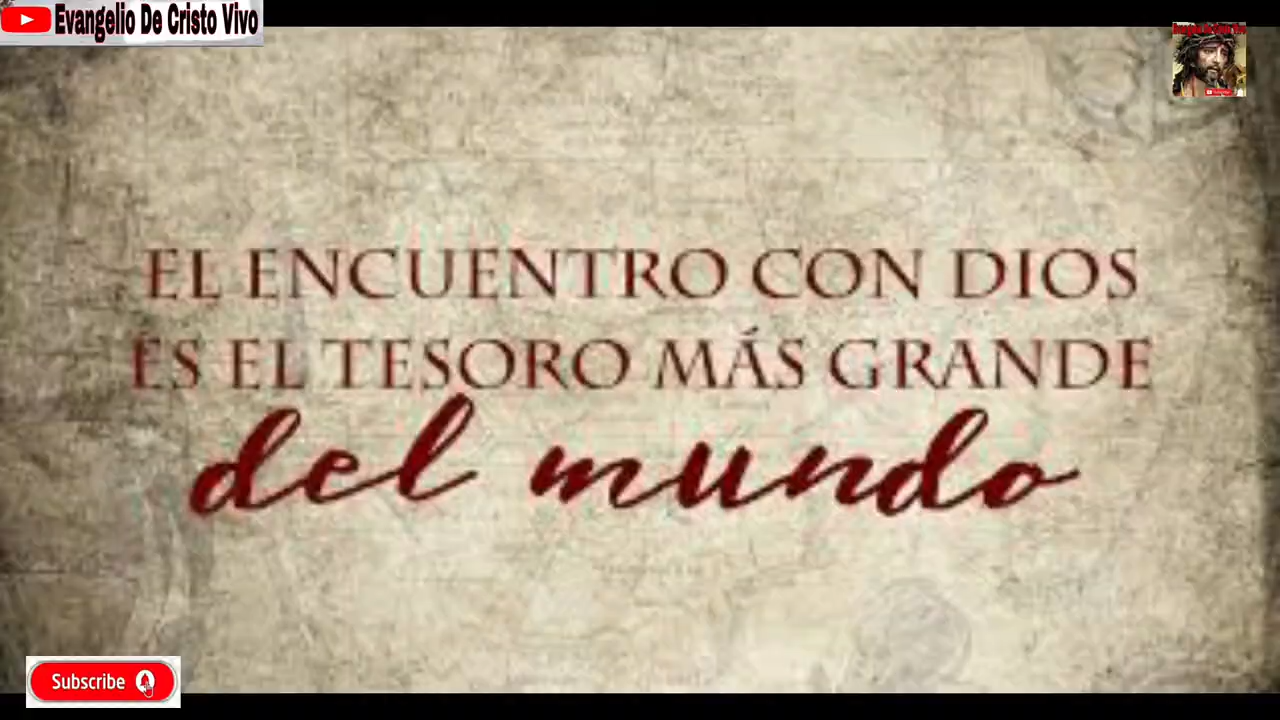 Evangelio De Cristo Vivo
EL ENCUENTRO CON DIOS
ES EL TESORO MÁS GRANDE
del mundo
Subscribe